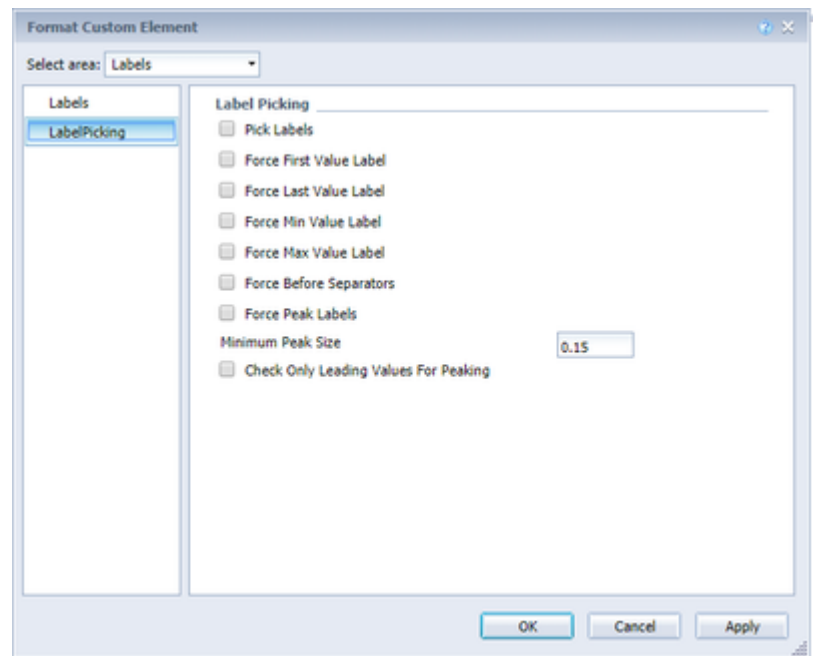 Format Custom Element
Select area: Labels
Labels
LabelPicking
Label Picking
Pick Labels
Force First Value Label
Force Last Value Label
Force Min Value Label
Force Max Value Label
Force Before Separators
Force Peak Labels
Minimum Peak Size 0.15
Check Only Leading Values For Peaking
OK Cancel Apply